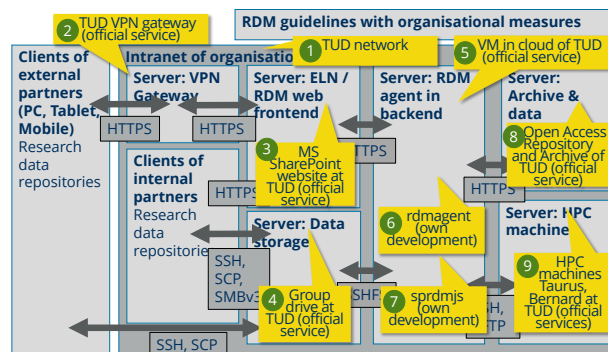 RDM guidelines with organisational measures
2
TUD VPN gateway
(official service)
1
TUD network
5
VM in cloud of TUD
(official service)
Clients of
external
partners
(PC, Tablet,
Mobile)
Research
data
repositories
Intranet of organisatio
Server: VPN
Gateway
Server: ELN /
RDM web
frontend
Server: RDM
agent in
backend
Server:
Archive &
data
HTTPS
HTTPS
HTTPS
HTTPS
HTTPS
3
MS
SharePoint
website at
TUD (official
service)
8
Open Access
Repository
and Archive of
TUD (official
service)
Clients of
internal
partners
Research
data
repositories
Server: Data
storage
6
rdmagent
(own
development)
Server: HPC
machine
SSH,
SCP,
SMBv3
4
Group
drive at
TUD (official
service)
SSHFS
7
sprdmjs
(own
development)
9
HPC
machines
Taurus,
Bernard at
TUD (official
services)
SSH, SCP